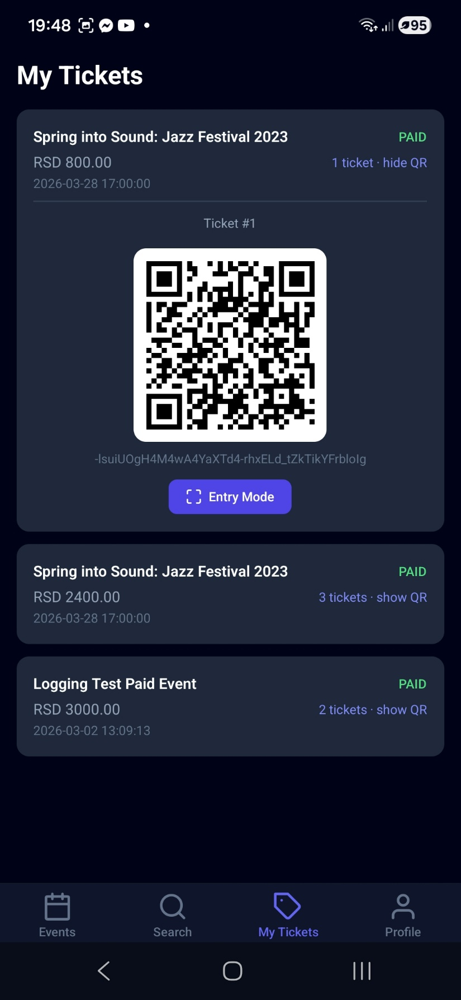 19:48
95
My Tickets
Spring into Sound: Jazz Festival 2023 PAID
RSD 800.00 1 ticket · hide QR
2026-03-28 17:00:00
Ticket #1
-lsuiUOgH4M4wA4YaXTd4-rhxELd_tZkTikYFrbloIg
Entry Mode
Spring into Sound: Jazz Festival 2023 PAID
RSD 2400.00 3 tickets · show QR
2026-03-28 17:00:00
Logging Test Paid Event PAID
RSD 3000.00 2 tickets · show QR
2026-03-02 13:09:13
Events Search My Tickets Profile